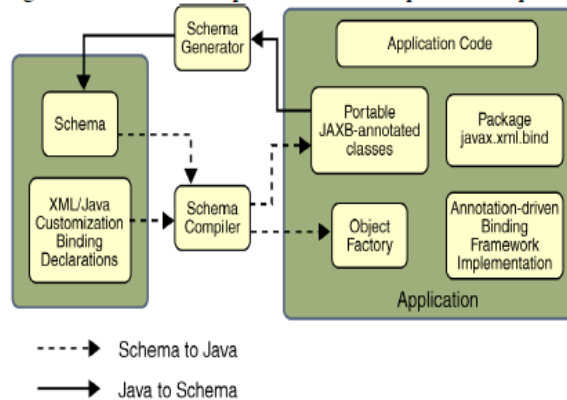 Schema
Generator
Application Code
Schema
Portable
JAXB-annotated
classes
Package
javax.xml.bind
XML/Java
Customization
Binding
Declarations
Schema
Compiler
Object
Factory
Annotation-driven
Binding
Framework
Implementation
Application
Schema to Java
Java to Schema